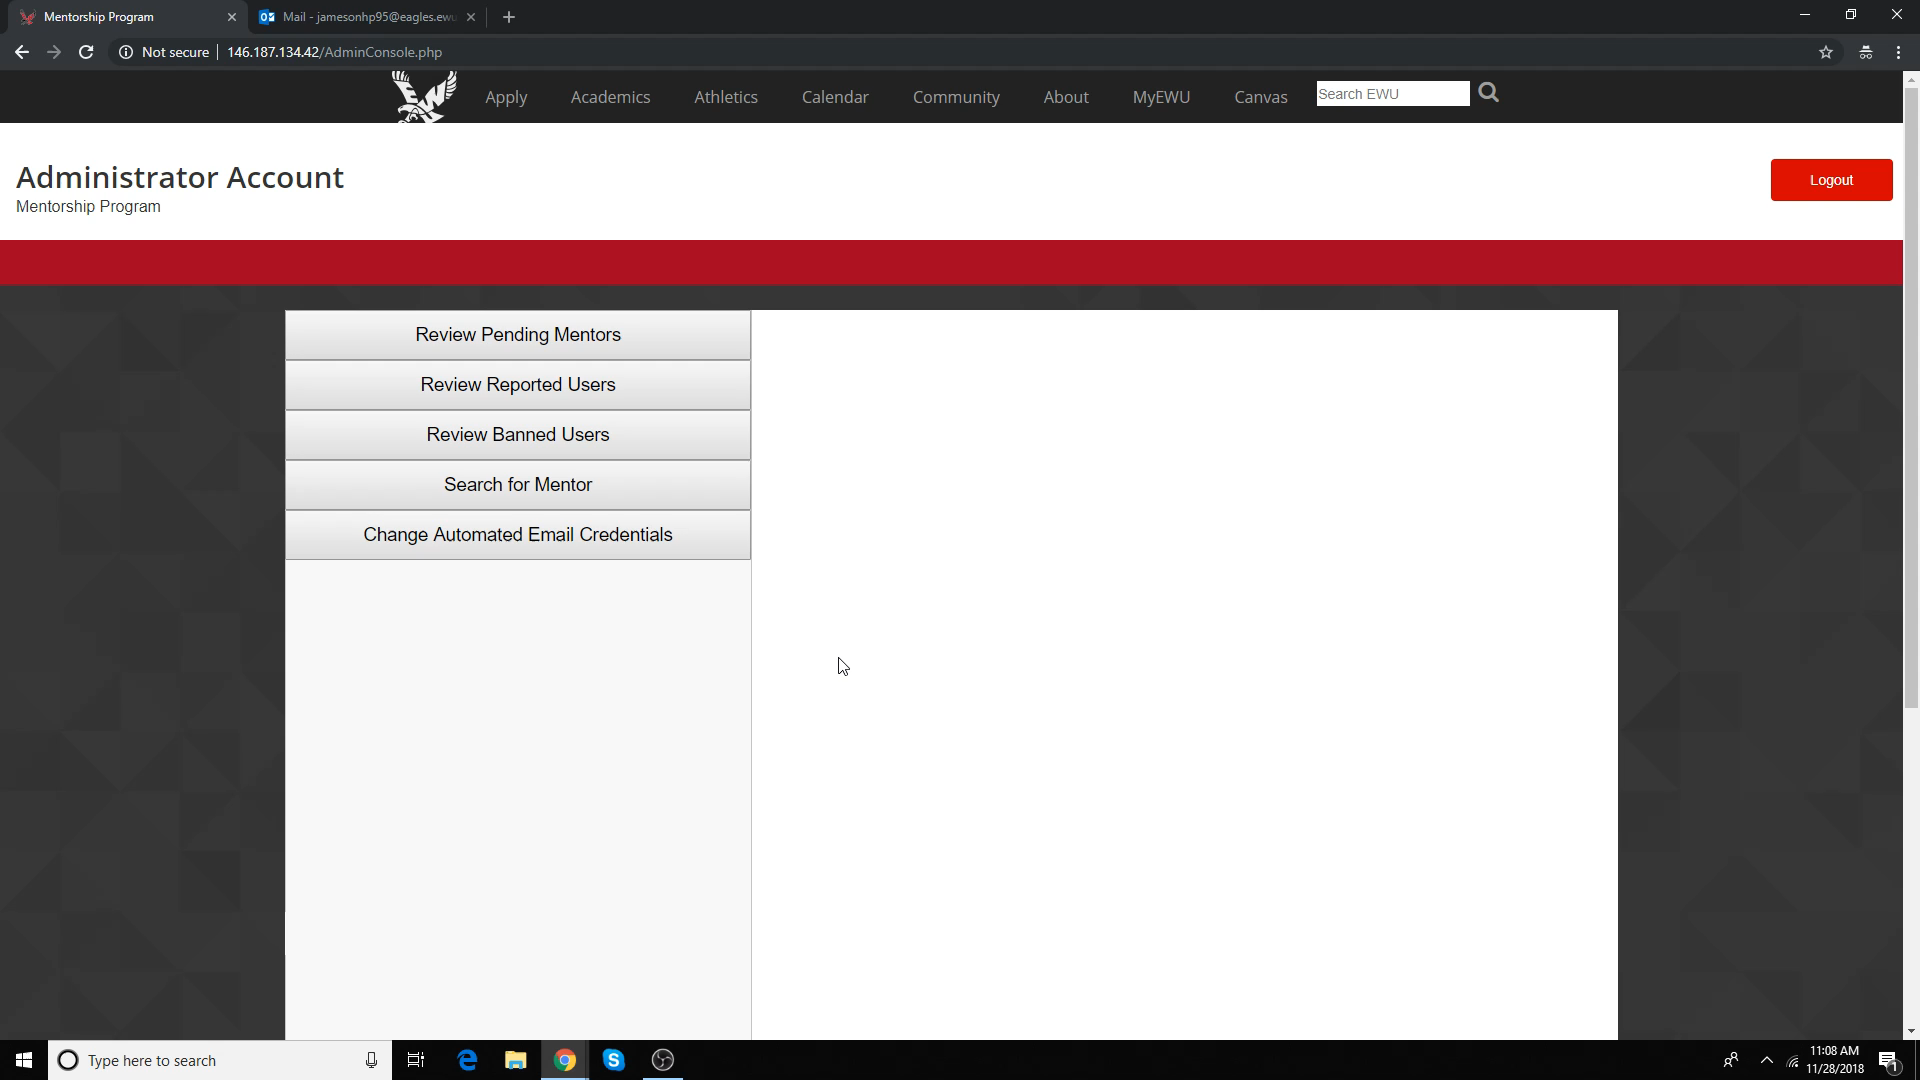 Mentorship Program
Mail - jamesonhp95@eagles.ewu
Not secure
146.187.134.42/AdminConsole.php
EWU
Apply
Academics
Athletics
Calendar
Community
About
MyEWU
Canvas
Search EWU
Administrator Account
Mentorship Program
Logout
Review Pending Mentors
Review Reported Users
Review Banned Users
Search for Mentor
Change Automated Email Credentials
Type here to search
11:08 AM
11/28/2018
1